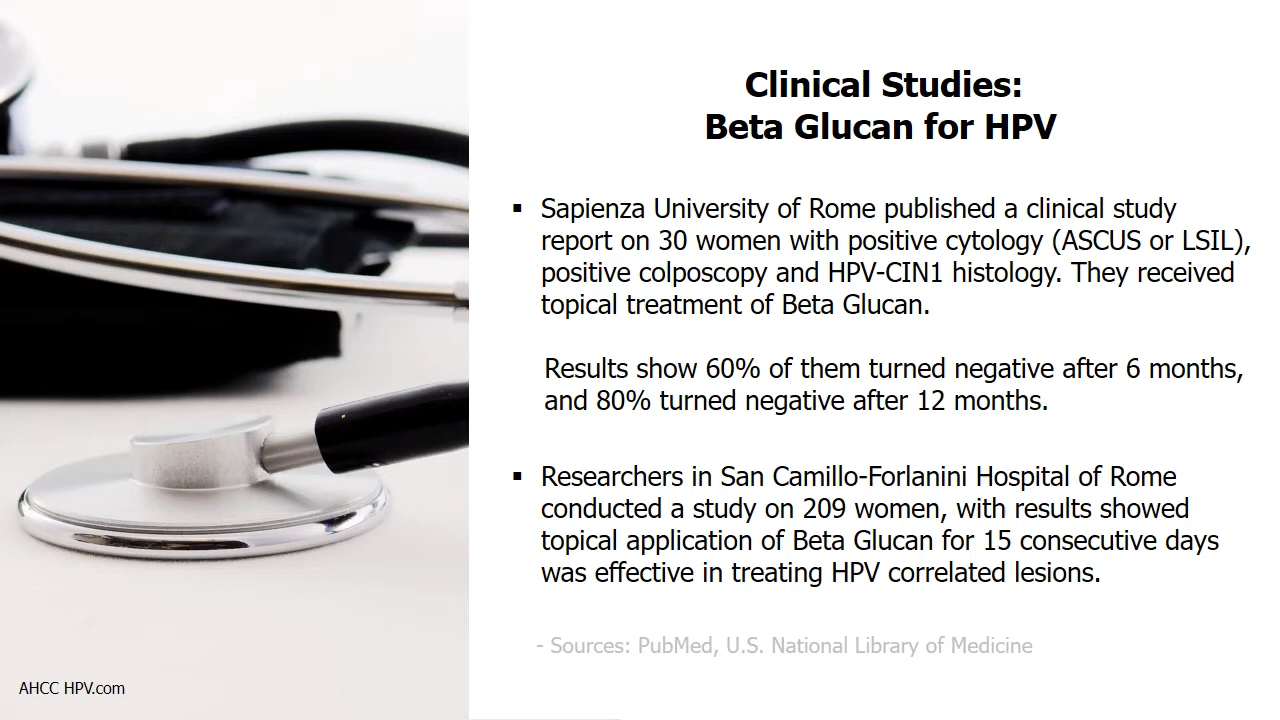 Clinical Studies:
Beta Glucan for HPV
▪ Sapienza University of Rome published a clinical study
report on 30 women with positive cytology (ASCUS or LSIL),
positive colposcopy and HPV-CIN1 histology. They received
topical treatment of Beta Glucan.
Results show 60% of them turned negative after 6 months,
and 80% turned negative after 12 months.
▪ Researchers in San Camillo-Forlanini Hospital of Rome
conducted a study on 209 women, with results showed
topical application of Beta Glucan for 15 consecutive days
was effective in treating HPV correlated lesions.
- Sources: PubMed, U.S. National Library of Medicine
AHCC HPV.com